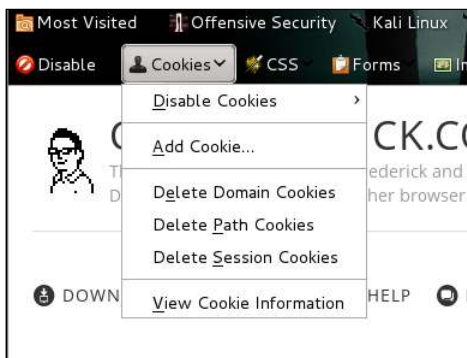 Most Visited Offensive Security Kali Linux
Disable Cookies CSS Forms
Disable Cookies
CK.CO
Add Cookie...
ederick and
her browser
Delete Domain Cookies
Delete Path Cookies
Delete Session Cookies
DOWN HELP
View Cookie Information